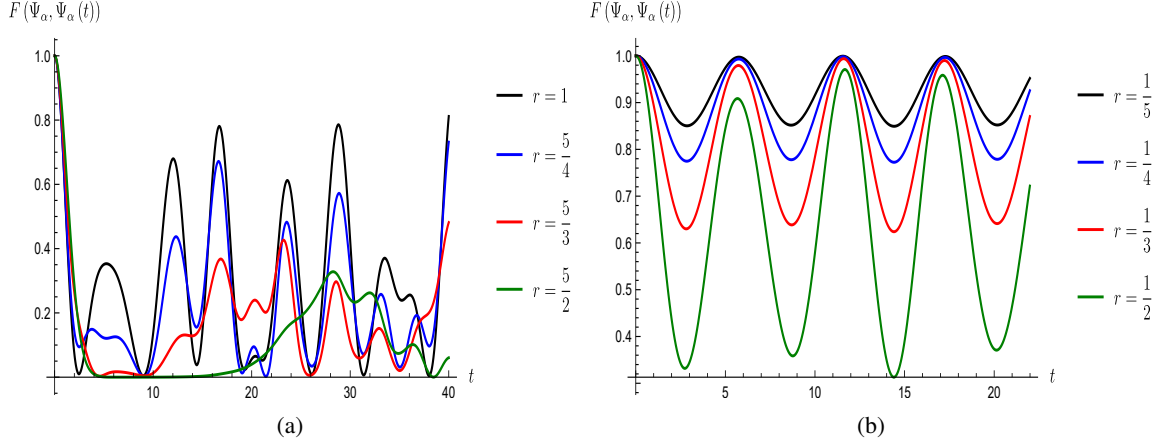 F(Ψα,Ψα(t))
1.0
0.8
0.6
0.4
0.2
10
20
30
40
t
r = 1
r = 5/4
r = 5/3
r = 5/2
(a)
F(Ψα,Ψα(t))
1.0
0.9
0.8
0.7
0.6
0.5
0.4
5
10
15
20
t
r = 1/5
r = 1/4
r = 1/3
r = 1/2
(b)